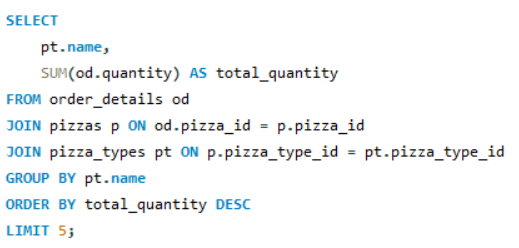 SELECT
    pt.name,
    SUM(od.quantity) AS total_quantity
FROM order_details od
JOIN pizzas p ON od.pizza_id = p.pizza_id
JOIN pizza_types pt ON p.pizza_type_id = pt.pizza_type_id
GROUP BY pt.name
ORDER BY total_quantity DESC
LIMIT 5;